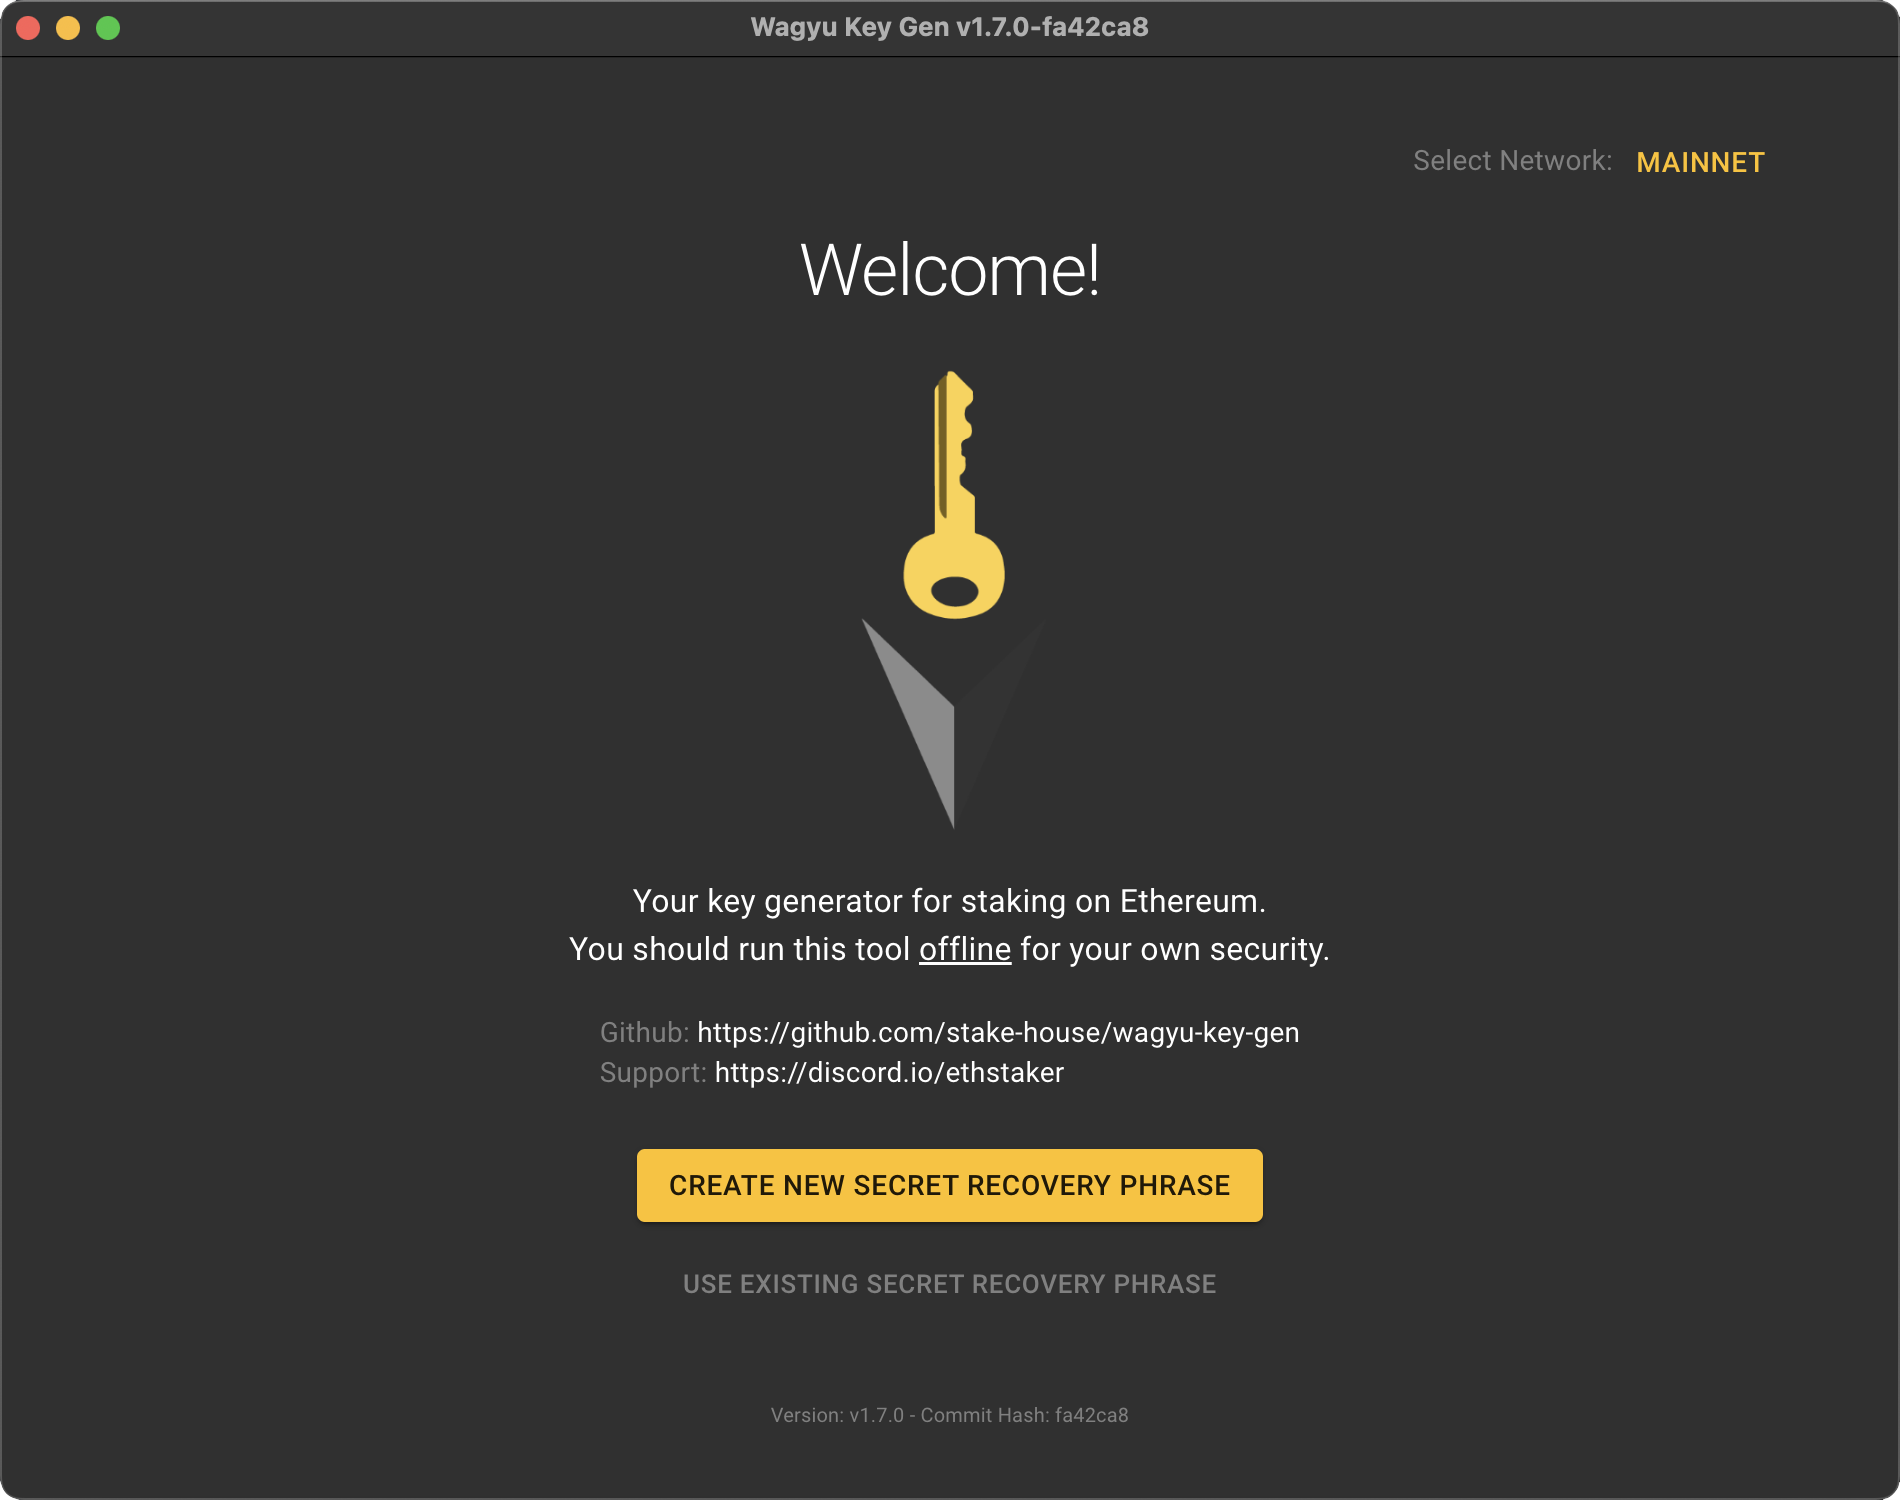 Wagyu Key Gen v1.7.0-fa42ca8
Select Network: MAINNET
Welcome!
Your key generator for staking on Ethereum.
You should run this tool offline for your own security.
Github: https://github.com/stake-house/wagyu-key-gen
Support: https://discord.io/ethstaker
CREATE NEW SECRET RECOVERY PHRASE
USE EXISTING SECRET RECOVERY PHRASE
Version: v1.7.0 - Commit Hash: fa42ca8